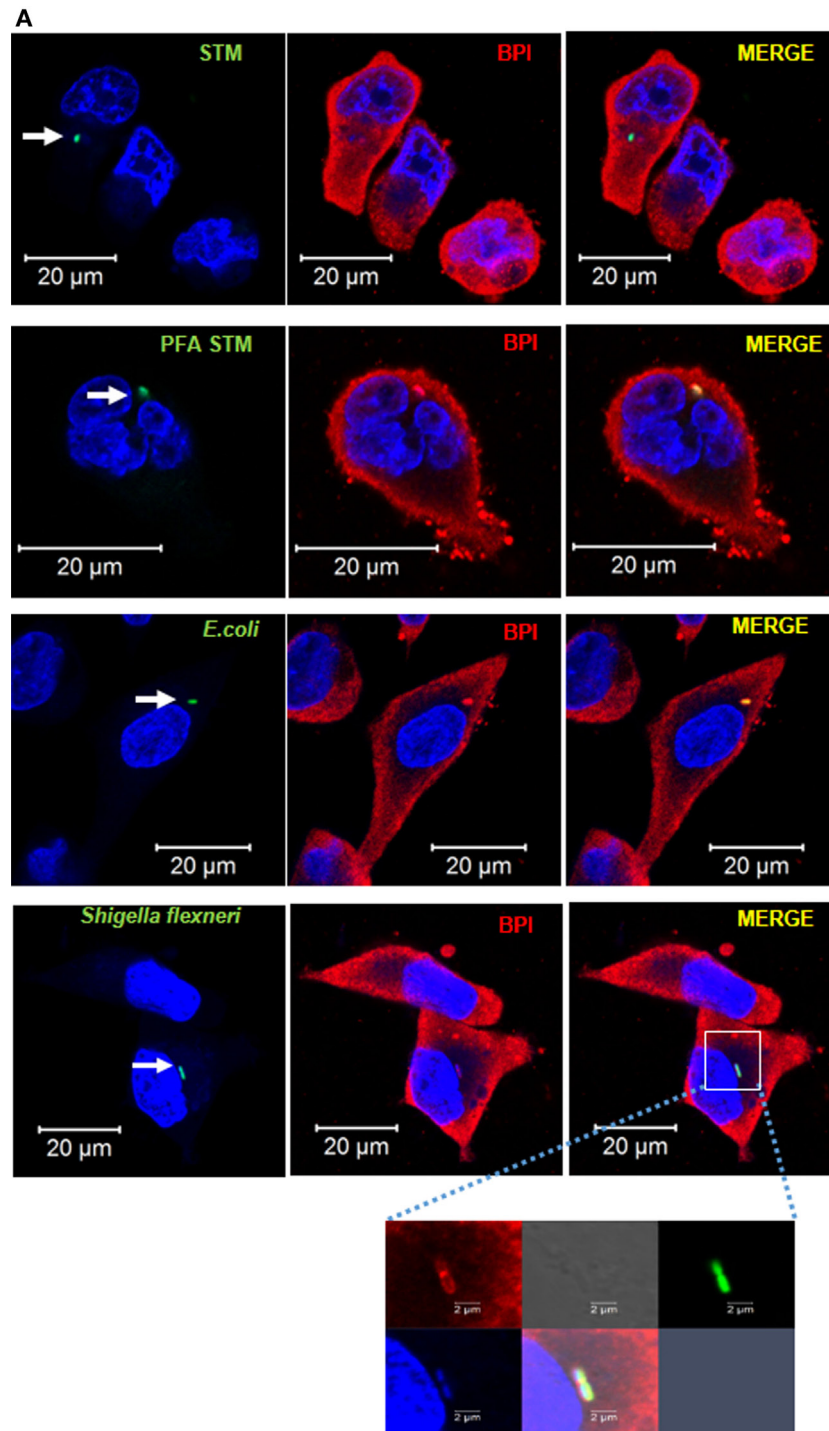 A
STM BPI MERGE
20 µm 20 µm 20 µm
PFA STM BPI MERGE
20 µm 20 µm 20 µm
E.coli BPI MERGE
20 µm 20 µm 20 µm
Shigella flexneri BPI MERGE
20 µm 20 µm 20 µm
2 µm 2 µm 2 µm
2 µm 2 µm